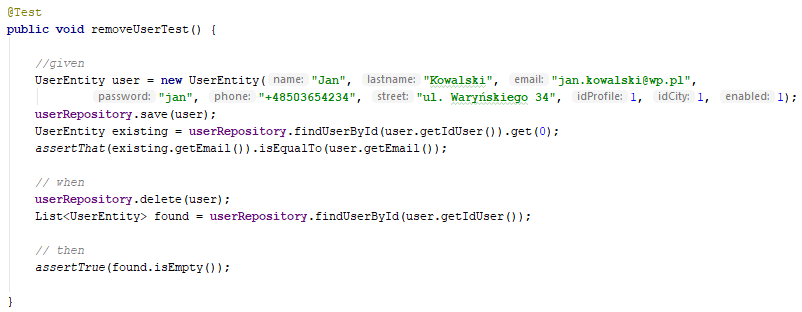 @Test
public void removeUserTest() {
//given
UserEntity user = new UserEntity( name: "Jan", lastname: "Kowalski", email: "jan.kowalski@wp.pl",
password: "jan", phone: "+48503654234", street: "ul. Waryńskiego 34", idProfile: 1, idCity: 1, enabled: 1);
userRepository.save(user);
UserEntity existing = userRepository.findUserById(user.getIdUser()).get(0);
assertThat(existing.getEmail()).isEqualTo(user.getEmail());
// when
userRepository.delete(user);
List<UserEntity> found = userRepository.findUserById(user.getIdUser());
// then
assertTrue(found.isEmpty());
}